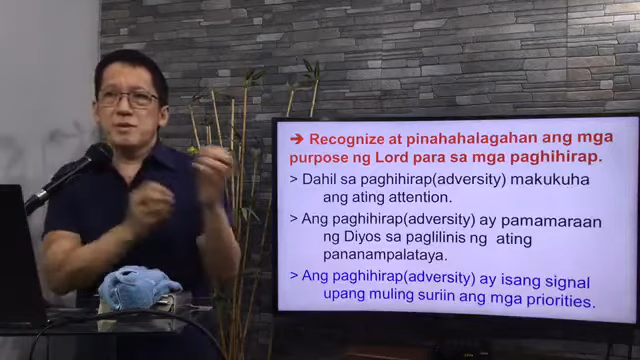 ➔ Recognize at pinahahalagahan ang mga
purpose ng Lord para sa mga paghihirap.
> Dahil sa paghihirap(adversity) makukuha
ang ating attention.
> Ang paghihirap(adversity) ay pamamaraan
ng Diyos sa paglilinis ng ating
pananampalataya.
> Ang paghihirap(adversity) ay isang signal
upang muling suriin ang mga priorities.